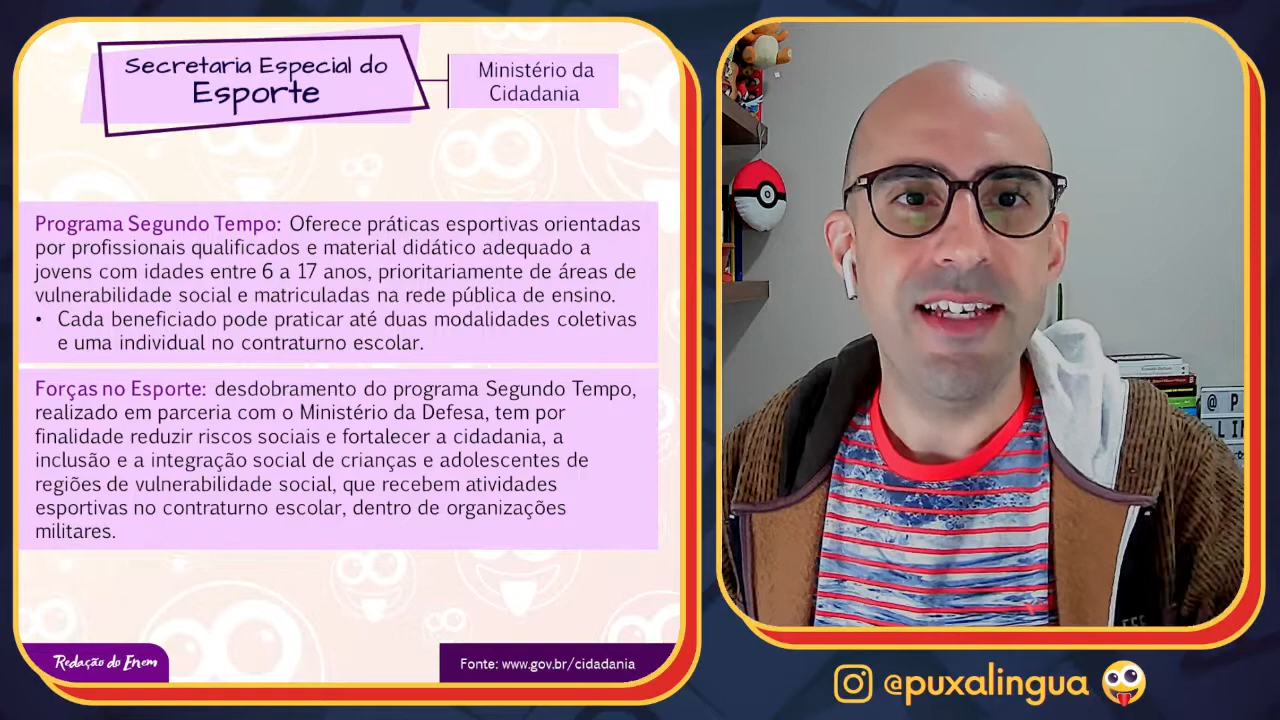 Secretaria Especial do
Esporte
Ministério da
Cidadania
Programa Segundo Tempo: Oferece práticas esportivas orientadas
por profissionais qualificados e material didático adequado a
jovens com idades entre 6 a 17 anos, prioritariamente de áreas de
vulnerabilidade social e matriculadas na rede pública de ensino.
• Cada beneficiado pode praticar até duas modalidades coletivas
e uma individual no contraturno escolar.
Forças no Esporte: desdobramento do programa Segundo Tempo,
realizado em parceria com o Ministério da Defesa, tem por
finalidade reduzir riscos sociais e fortalecer a cidadania, a
inclusão e a integração social de crianças e adolescentes de
regiões de vulnerabilidade social, que recebem atividades
esportivas no contraturno escolar, dentro de organizações
militares.
Redação do Enem
Fonte: www.gov.br/cidadania
@ P
L I
@puxalingua